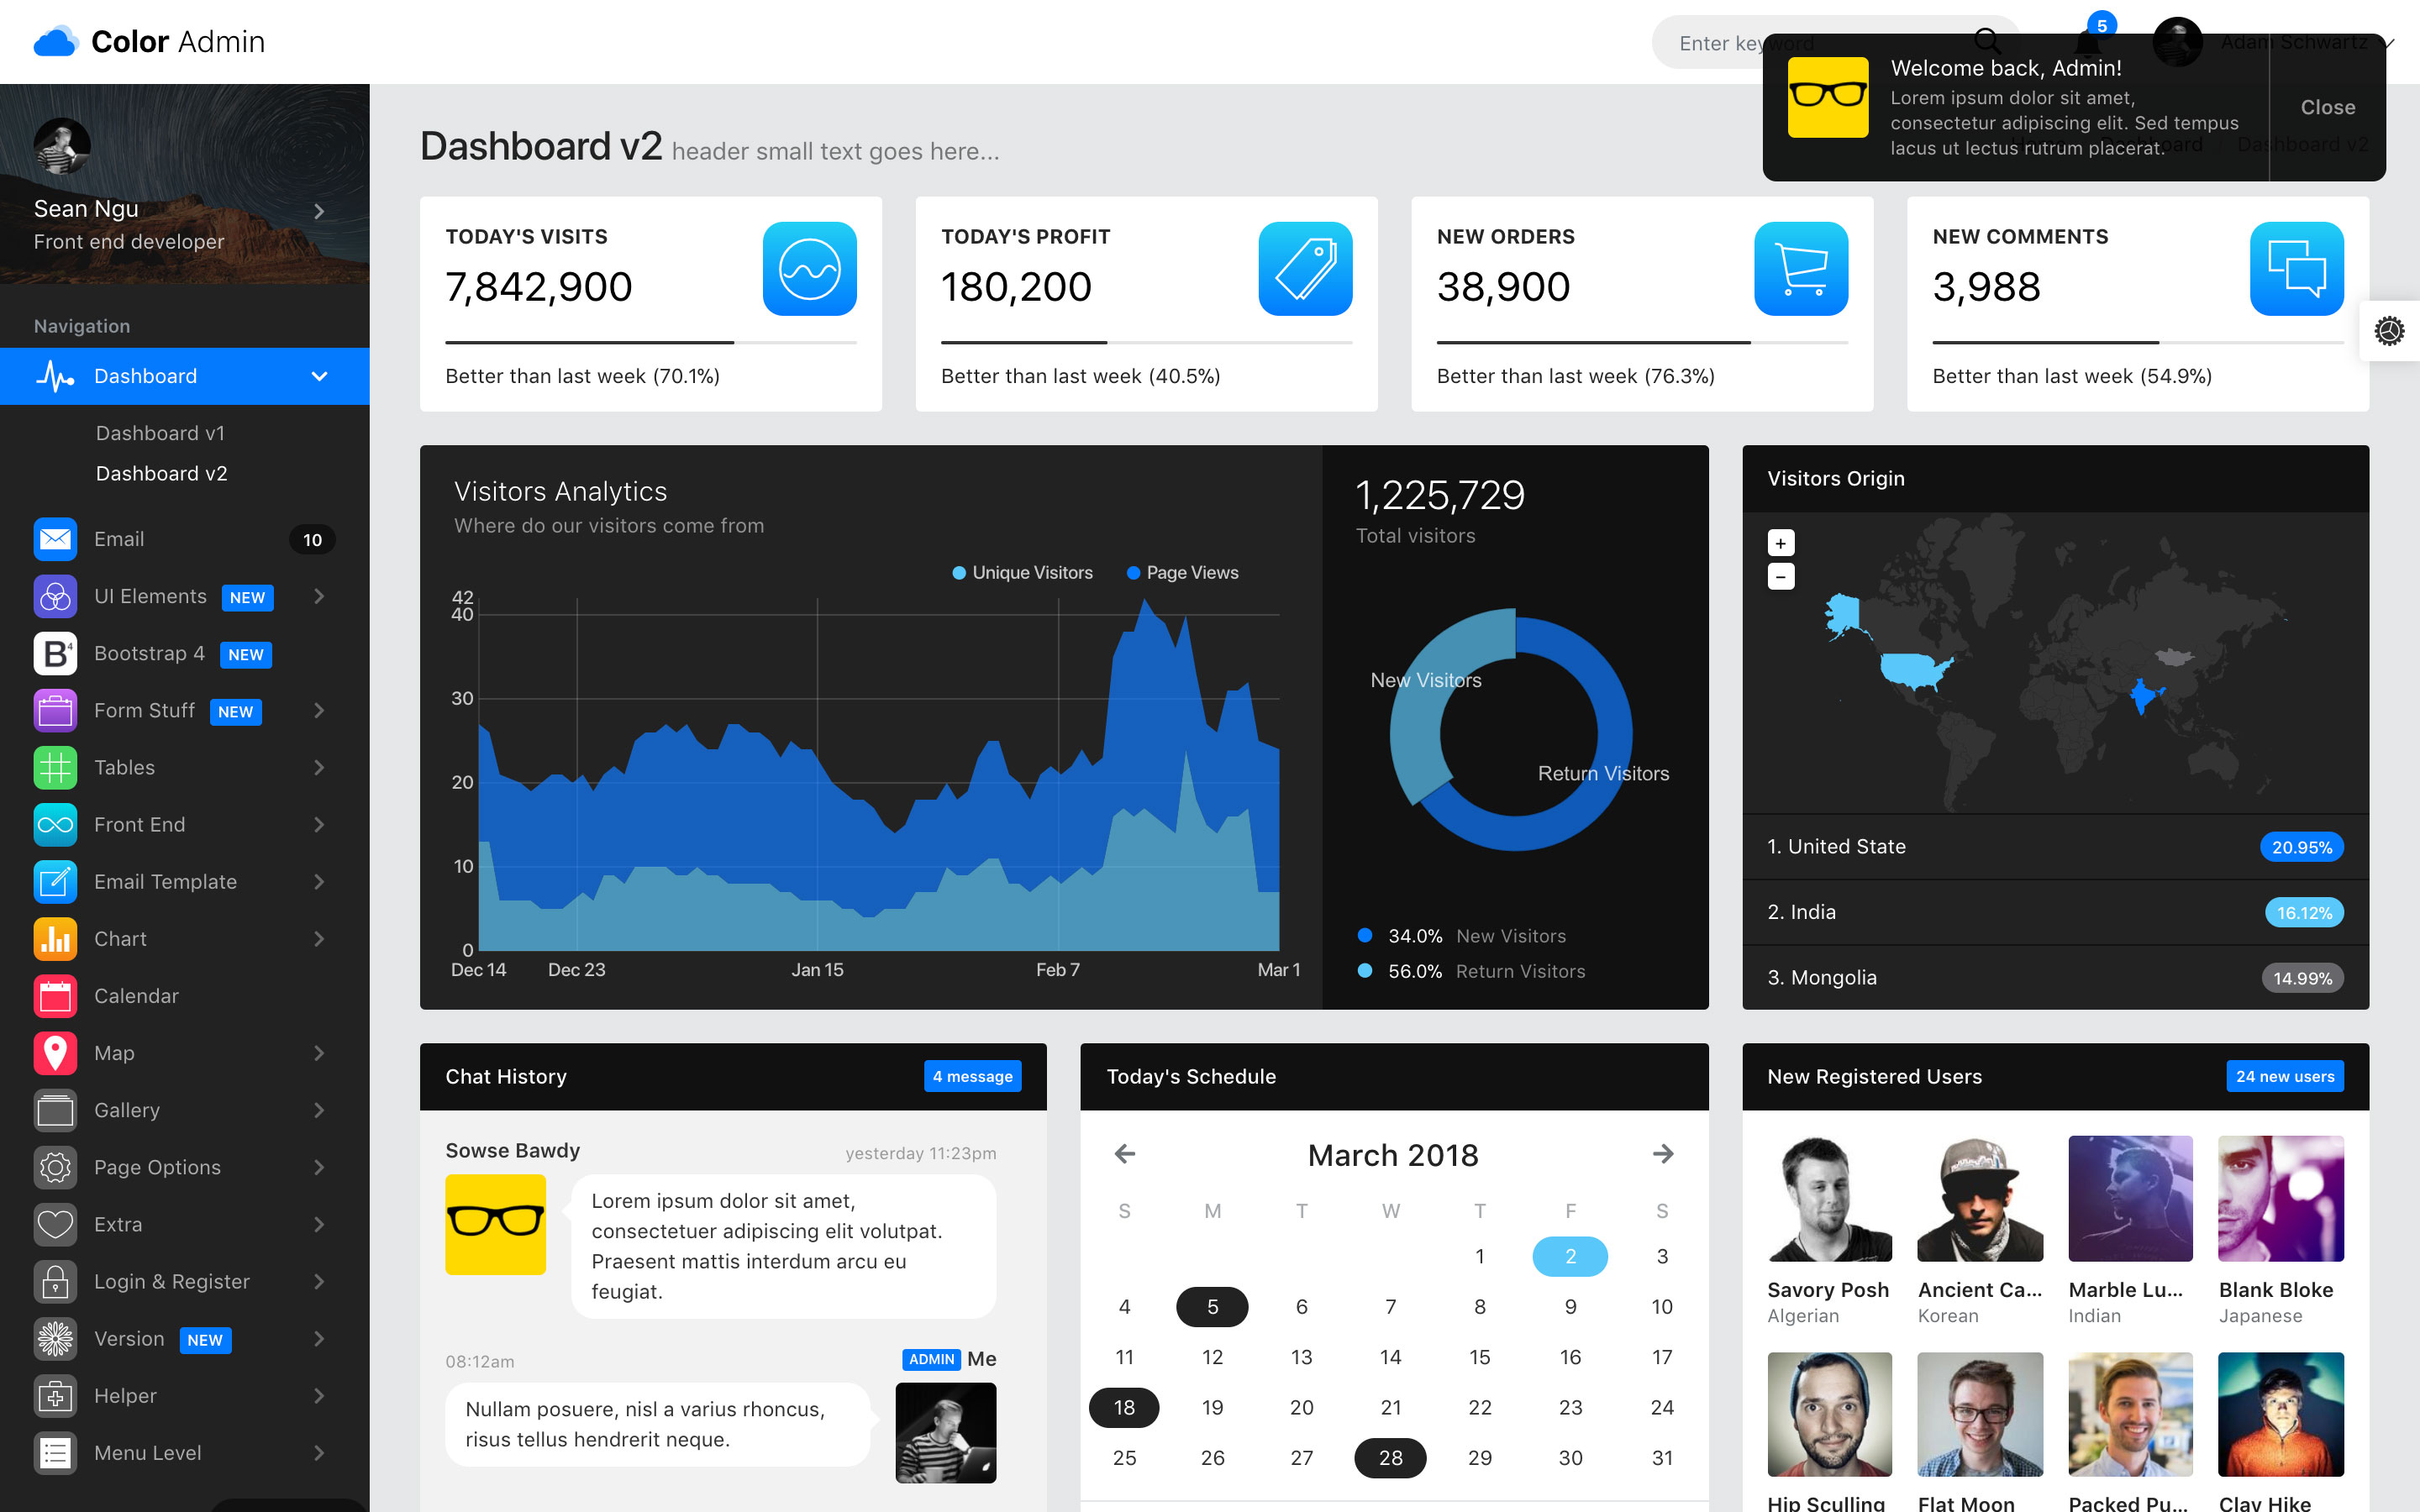 Color Admin
Enter keyword
5
Adam Schwartz
Welcome back, Admin!
Lorem ipsum dolor sit amet,
consectetur adipiscing elit. Sed tempus
lacus ut lectus rutrum placerat.
Close
Dashboard v2
Sean Ngu
Front end developer
Navigation
Dashboard
Dashboard v1
Dashboard v2
Email 10
UI Elements NEW
B4 Bootstrap 4 NEW
Form Stuff NEW
Tables
Front End
Email Template
Chart
Calendar
Map
Gallery
Page Options
Extra
Login & Register
Version NEW
Helper
Menu Level
Dashboard v2 header small text goes here...
TODAY'S VISITS
7,842,900
Better than last week (70.1%)
TODAY'S PROFIT
180,200
Better than last week (40.5%)
NEW ORDERS
38,900
Better than last week (76.3%)
NEW COMMENTS
3,988
Better than last week (54.9%)
Visitors Analytics
Where do our visitors come from
Unique Visitors Page Views
42
40
30
20
10
0
Dec 14 Dec 23 Jan 15 Feb 7 Mar 1
1,225,729
Total visitors
New Visitors
Return Visitors
34.0% New Visitors
56.0% Return Visitors
Visitors Origin
+
−
1. United State 20.95%
2. India 16.12%
3. Mongolia 14.99%
Chat History 4 message
Sowse Bawdy yesterday 11:23pm
Lorem ipsum dolor sit amet,
consectetuer adipiscing elit volutpat.
Praesent mattis interdum arcu eu
feugiat.
08:12am ADMIN Me
Nullam posuere, nisl a varius rhoncus,
risus tellus hendrerit neque.
Today's Schedule
March 2018
S M T W T F S
1 2 3
4 5 6 7 8 9 10
11 12 13 14 15 16 17
18 19 20 21 22 23 24
25 26 27 28 29 30 31
New Registered Users 24 new users
Savory Posh Ancient Ca... Marble Lu... Blank Bloke
Algerian Korean Indian Japanese
Hip Sculling Flat Moon Packed Pu... Clay Hike